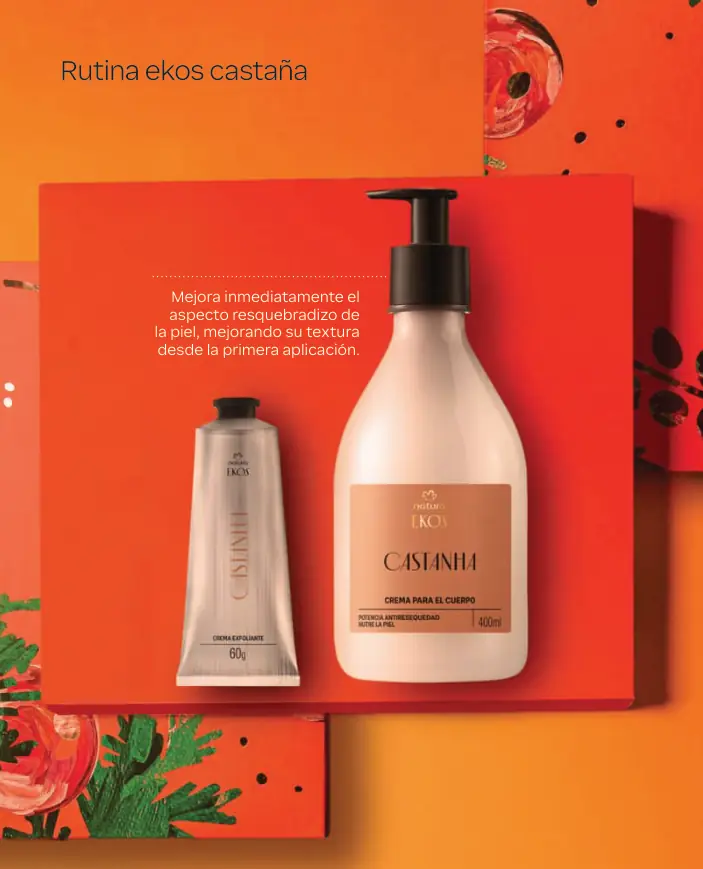 Rutina ekos castaña
Mejora inmediatamente el
aspecto resquebradizo de
la piel, mejorando su textura
desde la primera aplicación.
natura
EKOS
CASTANHA
CREMA EXFOLIANTE
60g
natura
EKOS
CASTANHA
CREMA PARA EL CUERPO
POTENCIA ANTIRESEQUEDAD
NUTRE LA PIEL
400ml